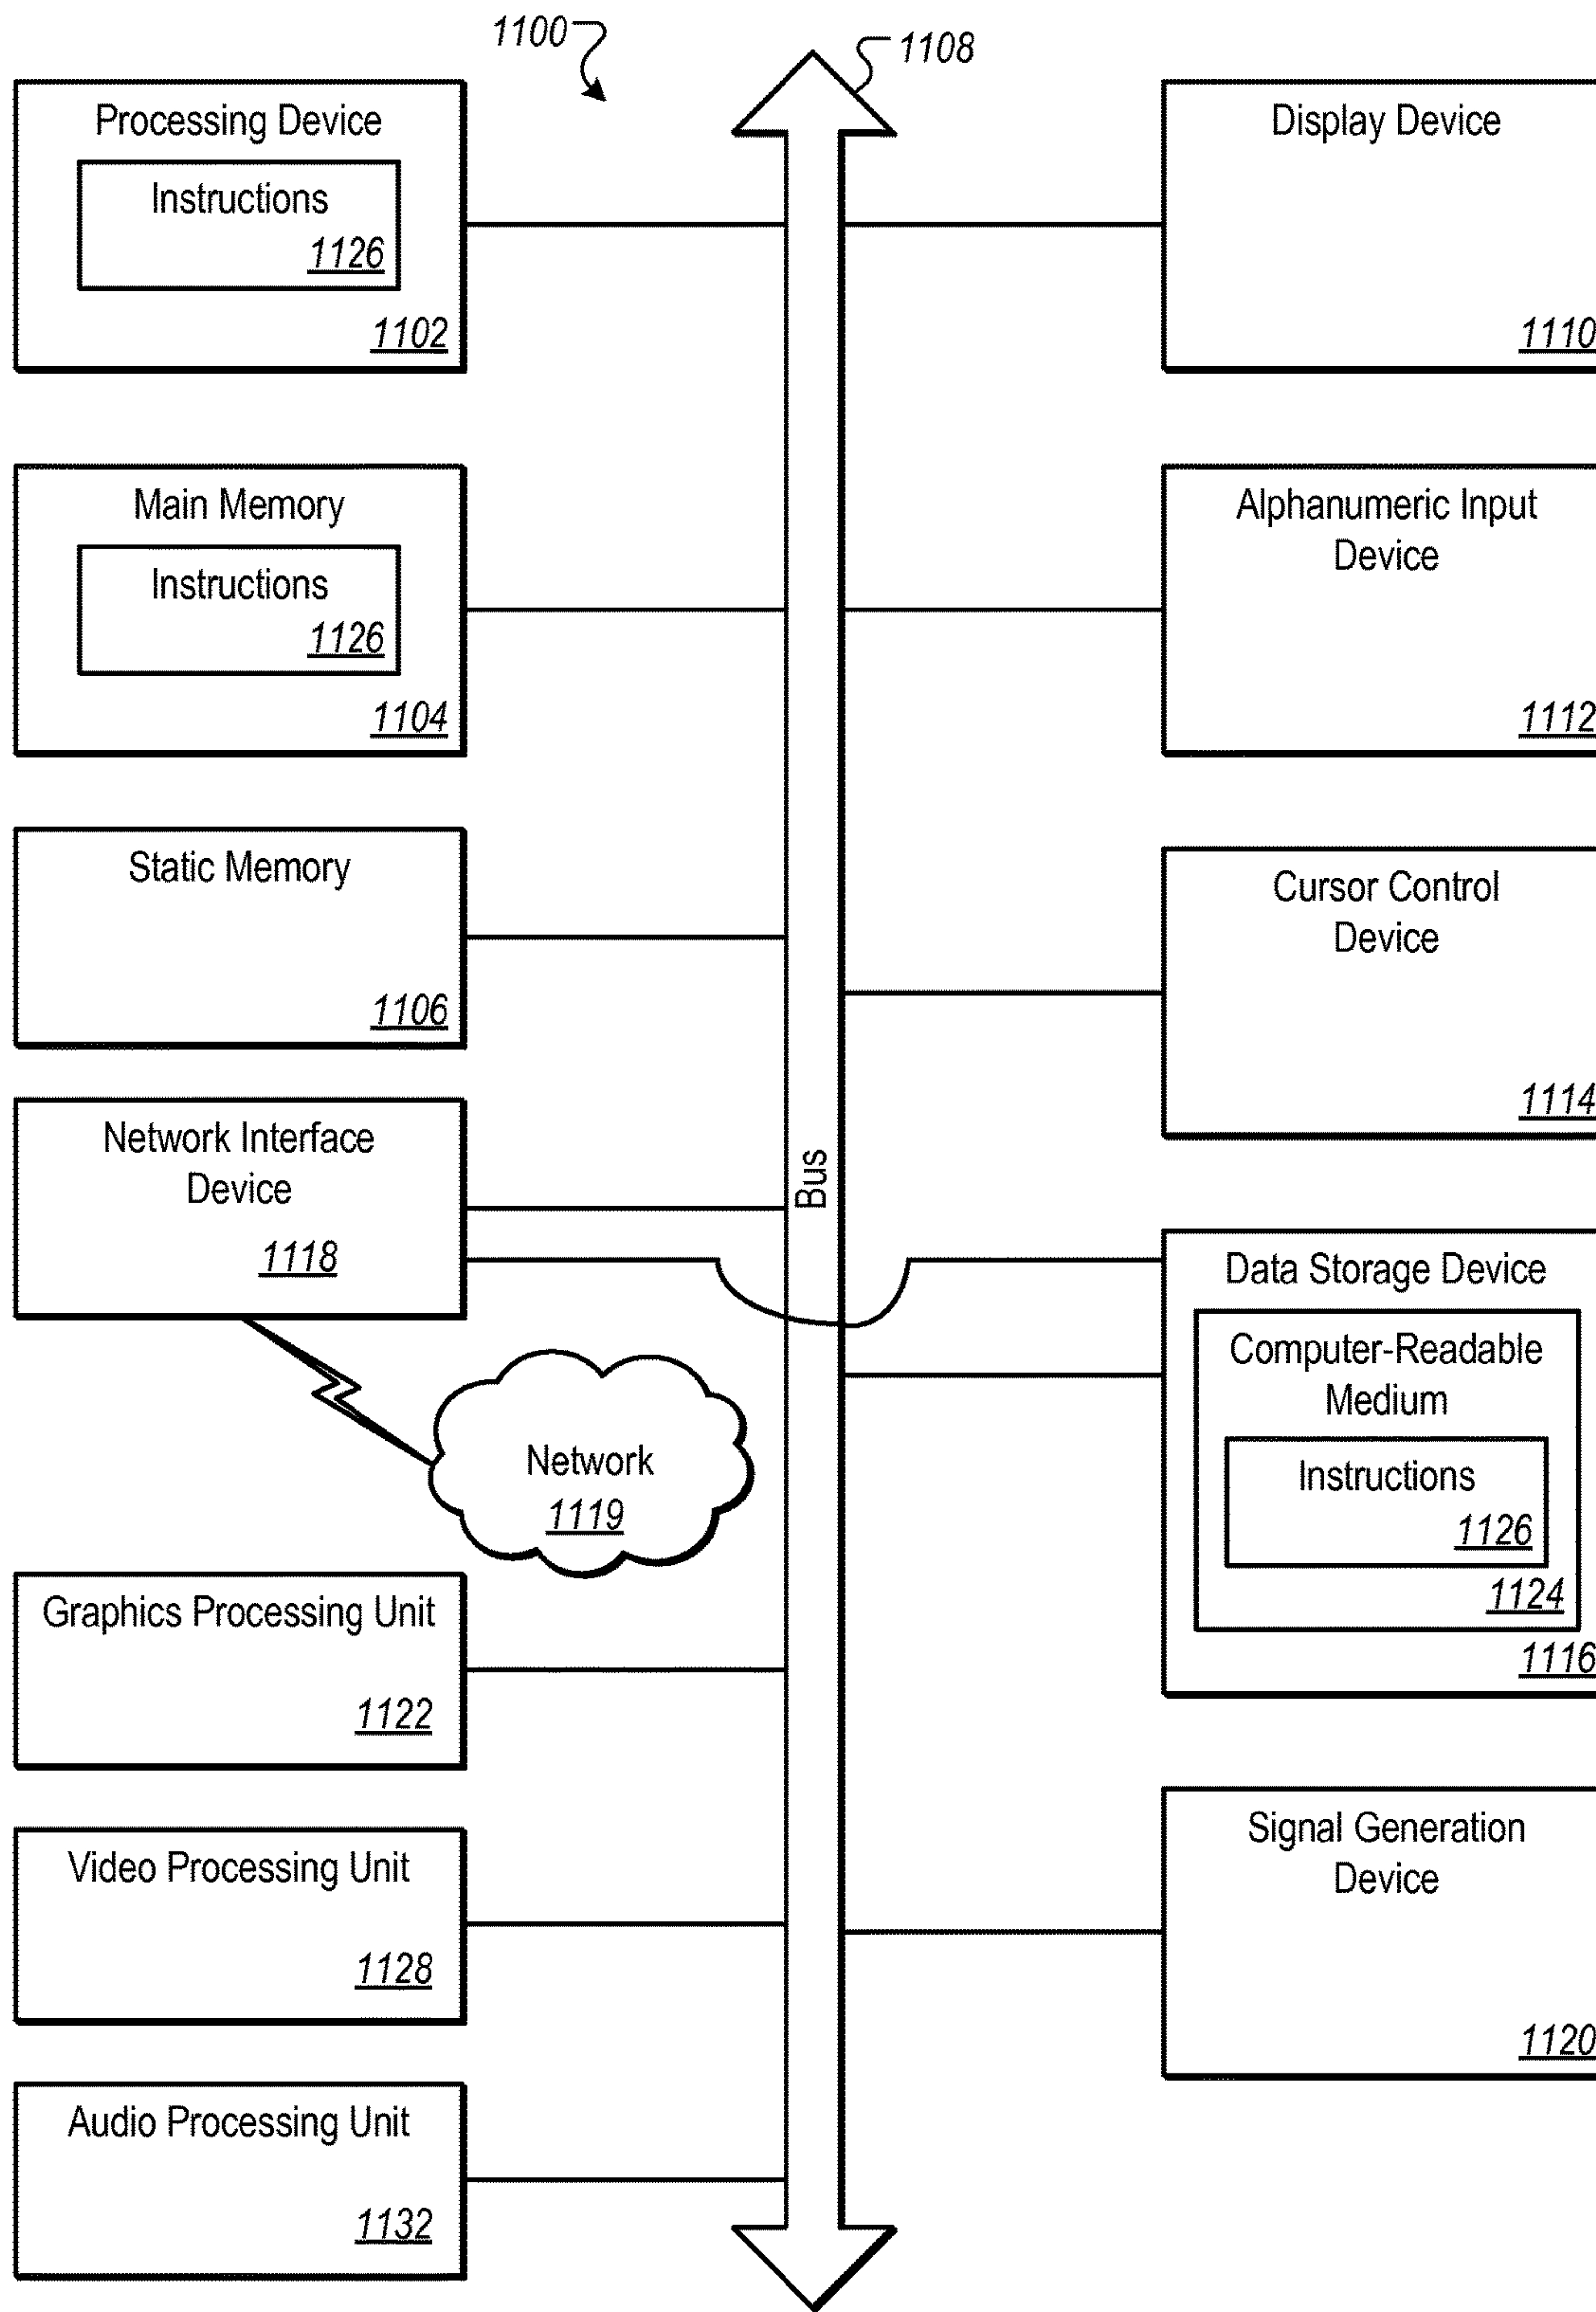 1100
1108
Processing Device
Instructions
1126
1102
Main Memory
Instructions
1126
1104
Static Memory
1106
Network Interface
Device
1118
Network
1119
Graphics Processing Unit
1122
Video Processing Unit
1128
Audio Processing Unit
1132
Bus
Display Device
1110
Alphanumeric Input
Device
1112
Cursor Control
Device
1114
Data Storage Device
Computer-Readable
Medium
Instructions
1126
1124
1116
Signal Generation
Device
1120